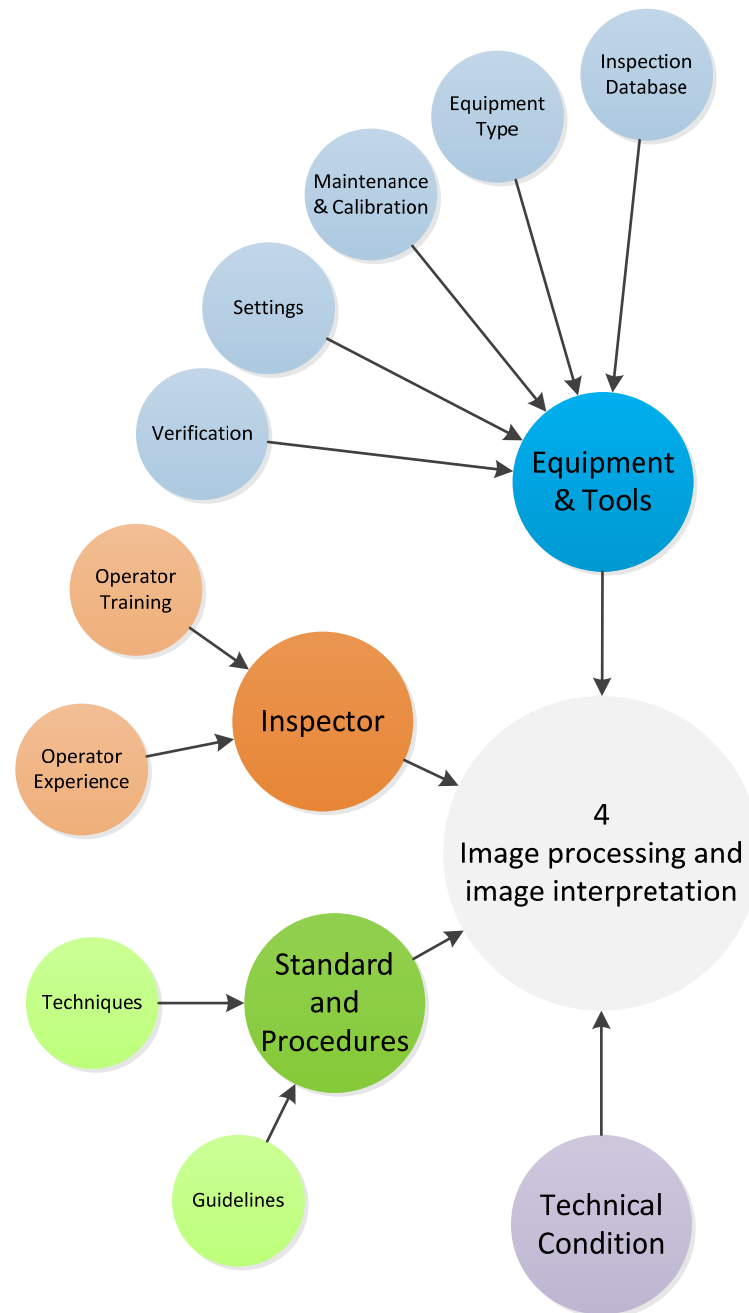 Inspection
Database
Equipment
Type
Maintenance
& Calibration
Settings
Verification
Equipment
& Tools
Operator
Training
Inspector
Operator
Experience
4
Image processing and
image interpretation
Standard
and
Procedures
Techniques
Guidelines
Technical
Condition